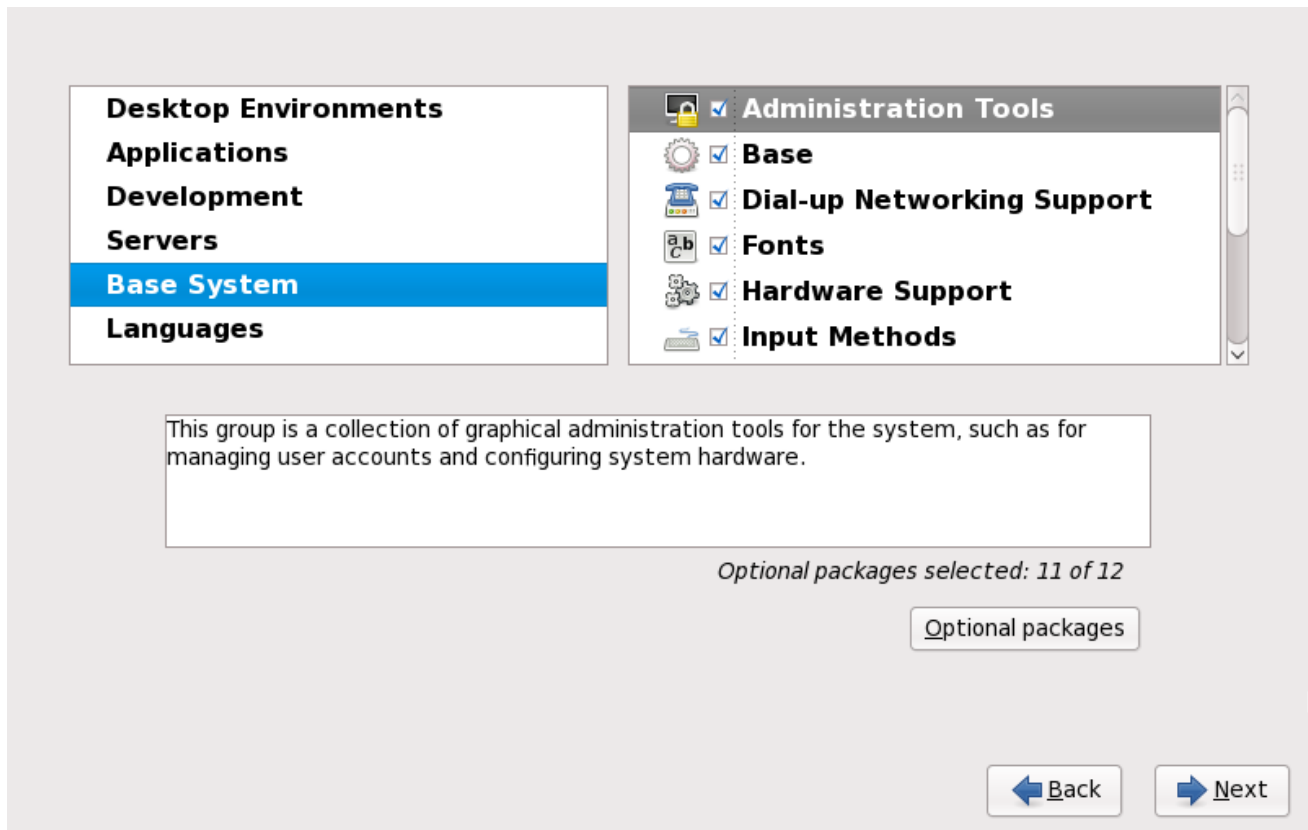 Desktop Environments
Applications
Development
Servers
Base System
Languages
Administration Tools
Base
Dial-up Networking Support
Fonts
Hardware Support
Input Methods
This group is a collection of graphical administration tools for the system, such as for
managing user accounts and configuring system hardware.
Optional packages selected: 11 of 12
Optional packages
Back
Next